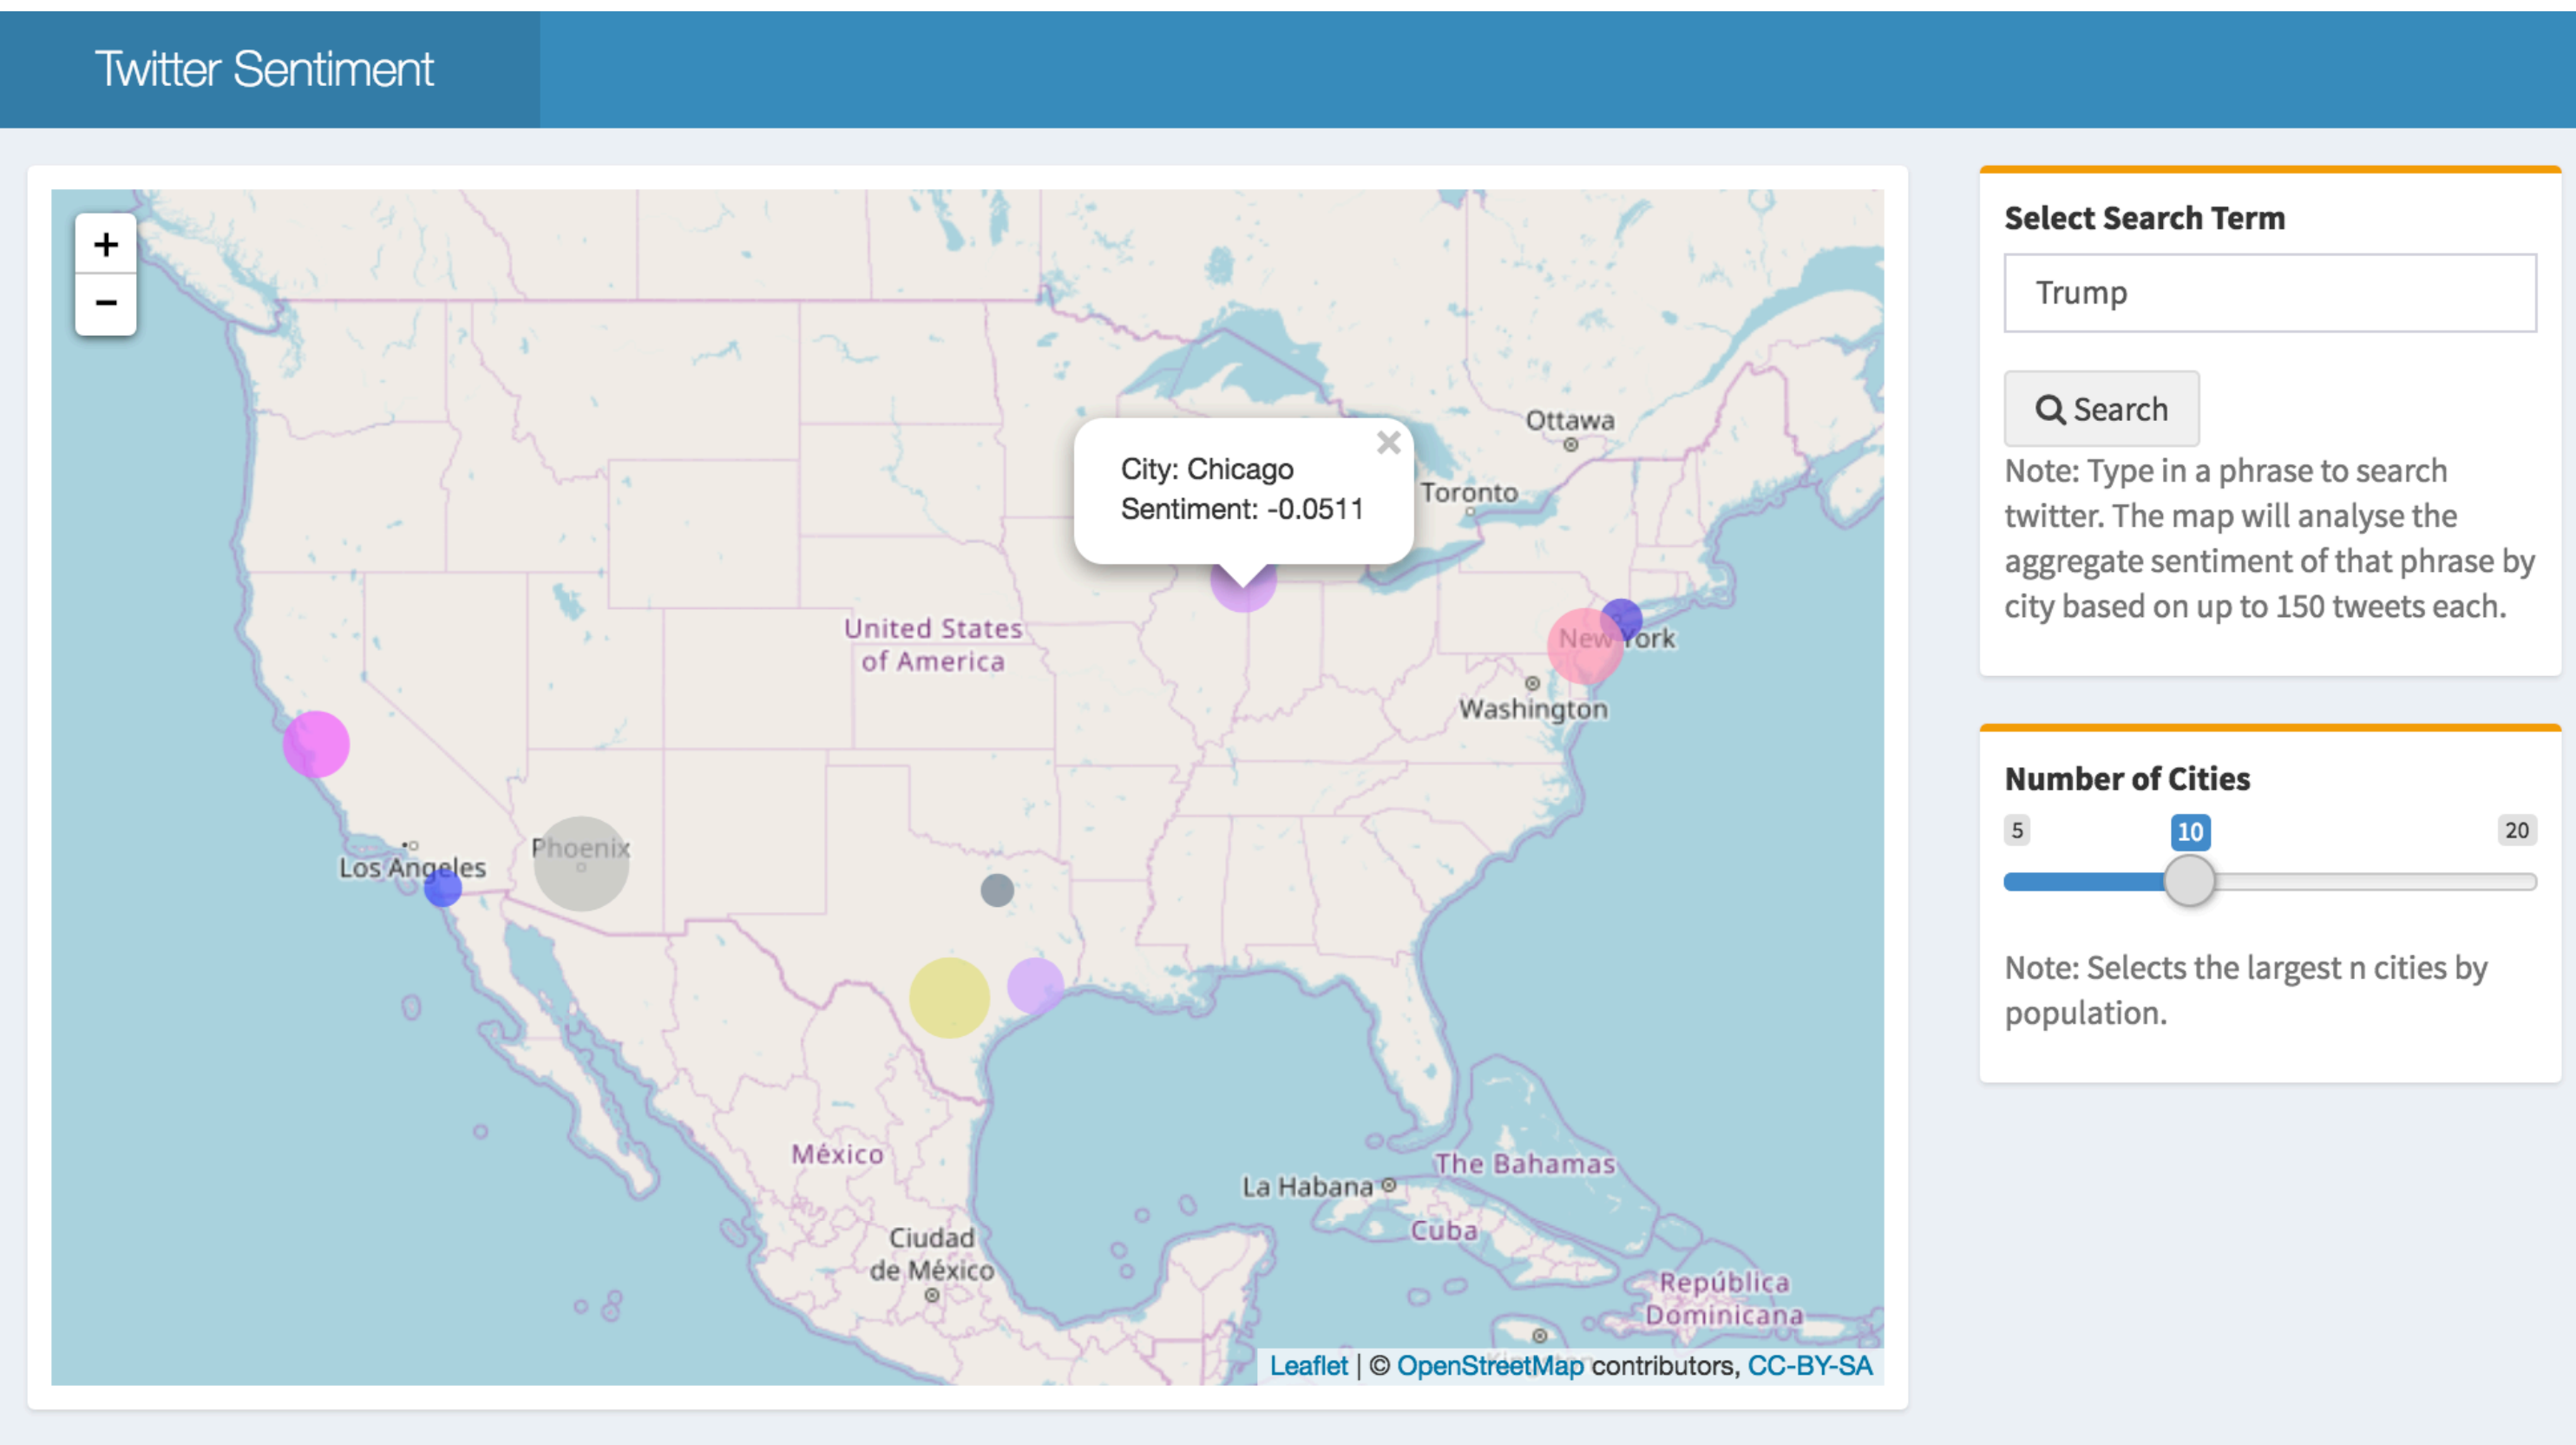 Twitter Sentiment
+
−
City: Chicago
Sentiment: -0.0511
×
Ottawa
Toronto
United States
of America
New York
Washington
Los Angeles
Phoenix
México
Ciudad
de México
La Habana
The Bahamas
Cuba
República
Dominicana
Leaflet | © OpenStreetMap contributors, CC-BY-SA
Select Search Term
Trump
Search
Note: Type in a phrase to search
twitter. The map will analyse the
aggregate sentiment of that phrase by
city based on up to 150 tweets each.
Number of Cities
5 10 20
Note: Selects the largest n cities by
population.